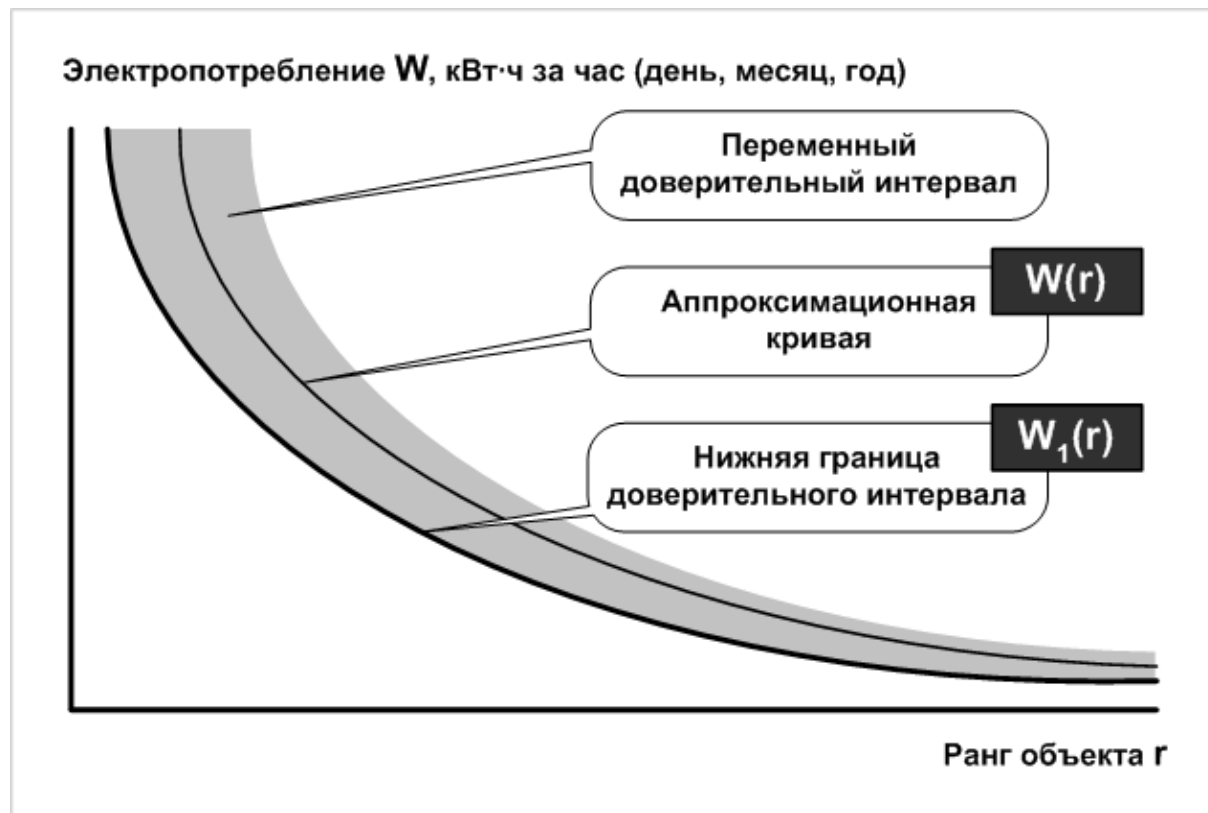 Электропотребление W, кВт·ч за час (день, месяц, год)
Переменный
доверительный интервал
W(r)
Аппроксимационная
кривая
W₁(r)
Нижняя граница
доверительного интервала
Ранг объекта r